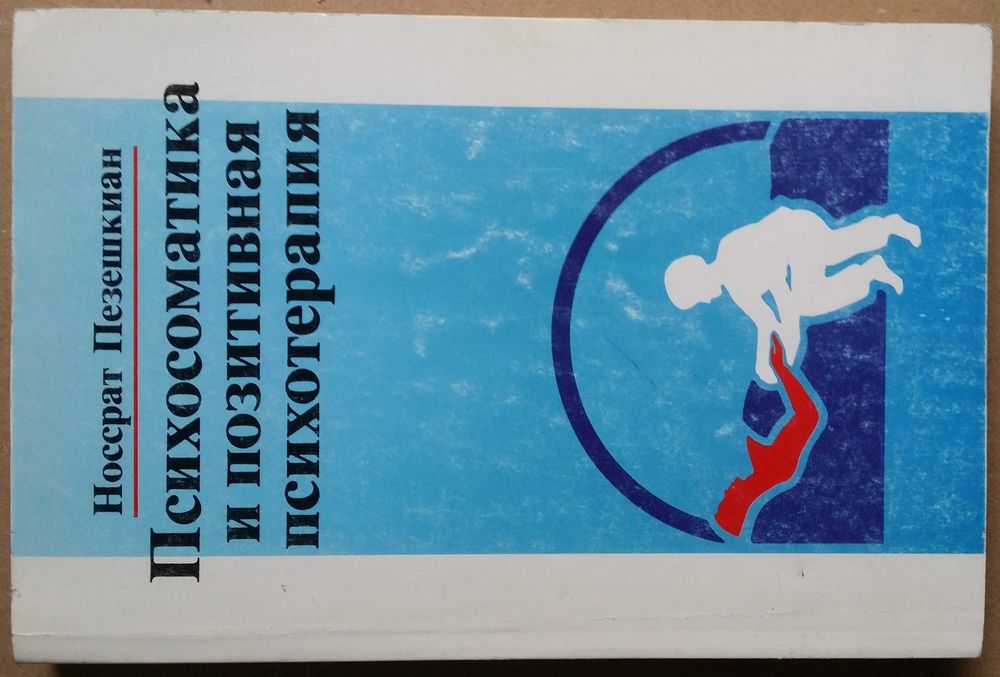 Носсрат Пезешкиан
Психосоматика
и позитивная
психотерапия